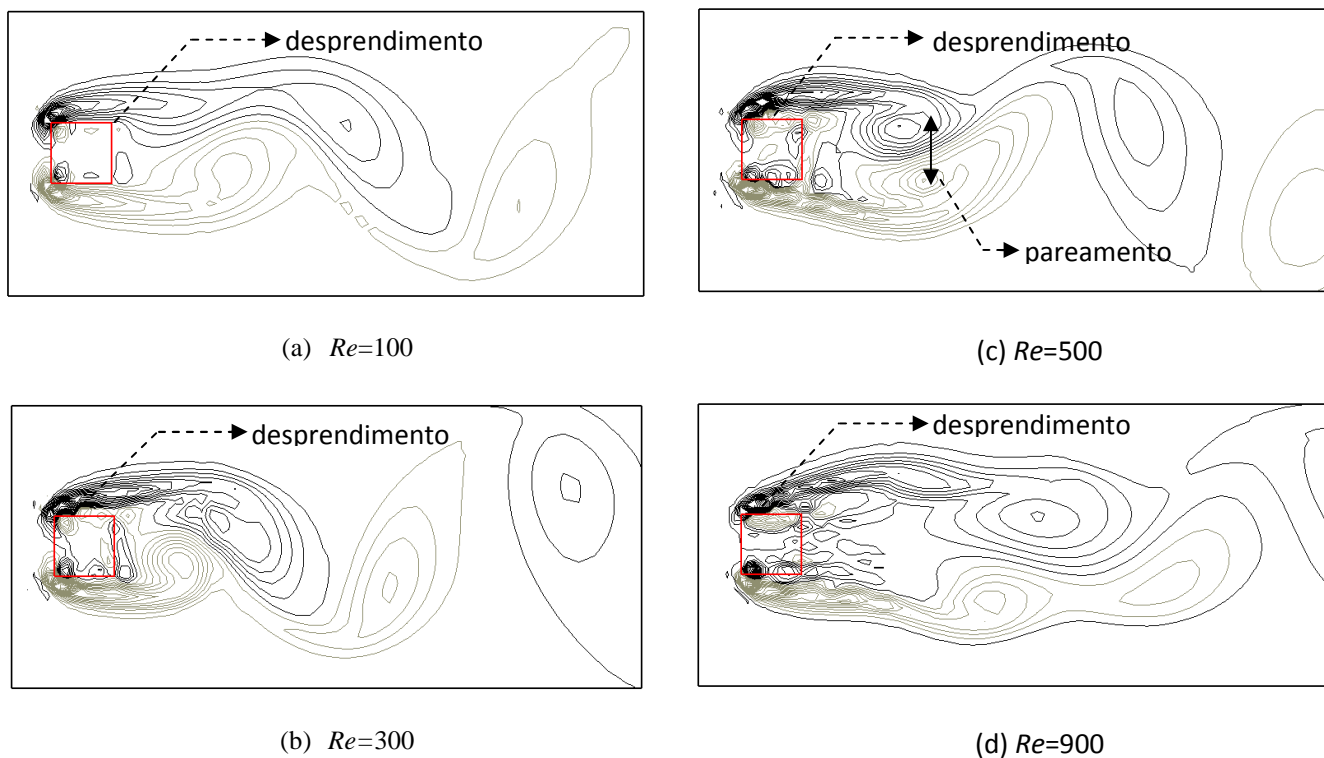 desprendimento
(a) Re=100
desprendimento
(b) Re=300
desprendimento
pareamento
(c) Re=500
desprendimento
(d) Re=900